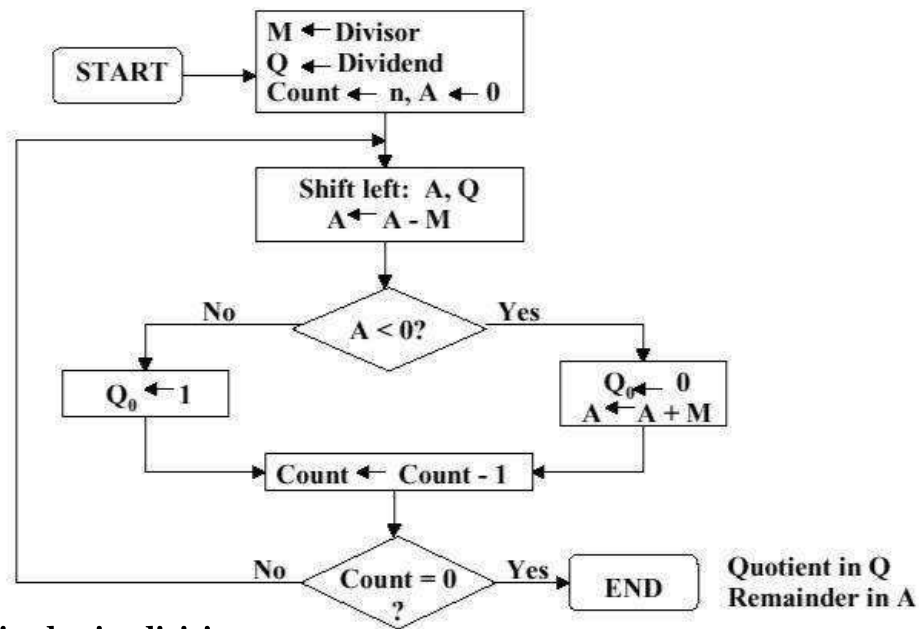 START
M ← Divisor
Q ← Dividend
Count ← n, A ← 0
Shift left: A, Q
A ← A - M
No
A < 0?
Yes
Q₀ ← 1
Q₀ ← 0
A ← A + M
Count ← Count - 1
No
Count = 0
?
Yes
END
Quotient in Q
Remainder in A